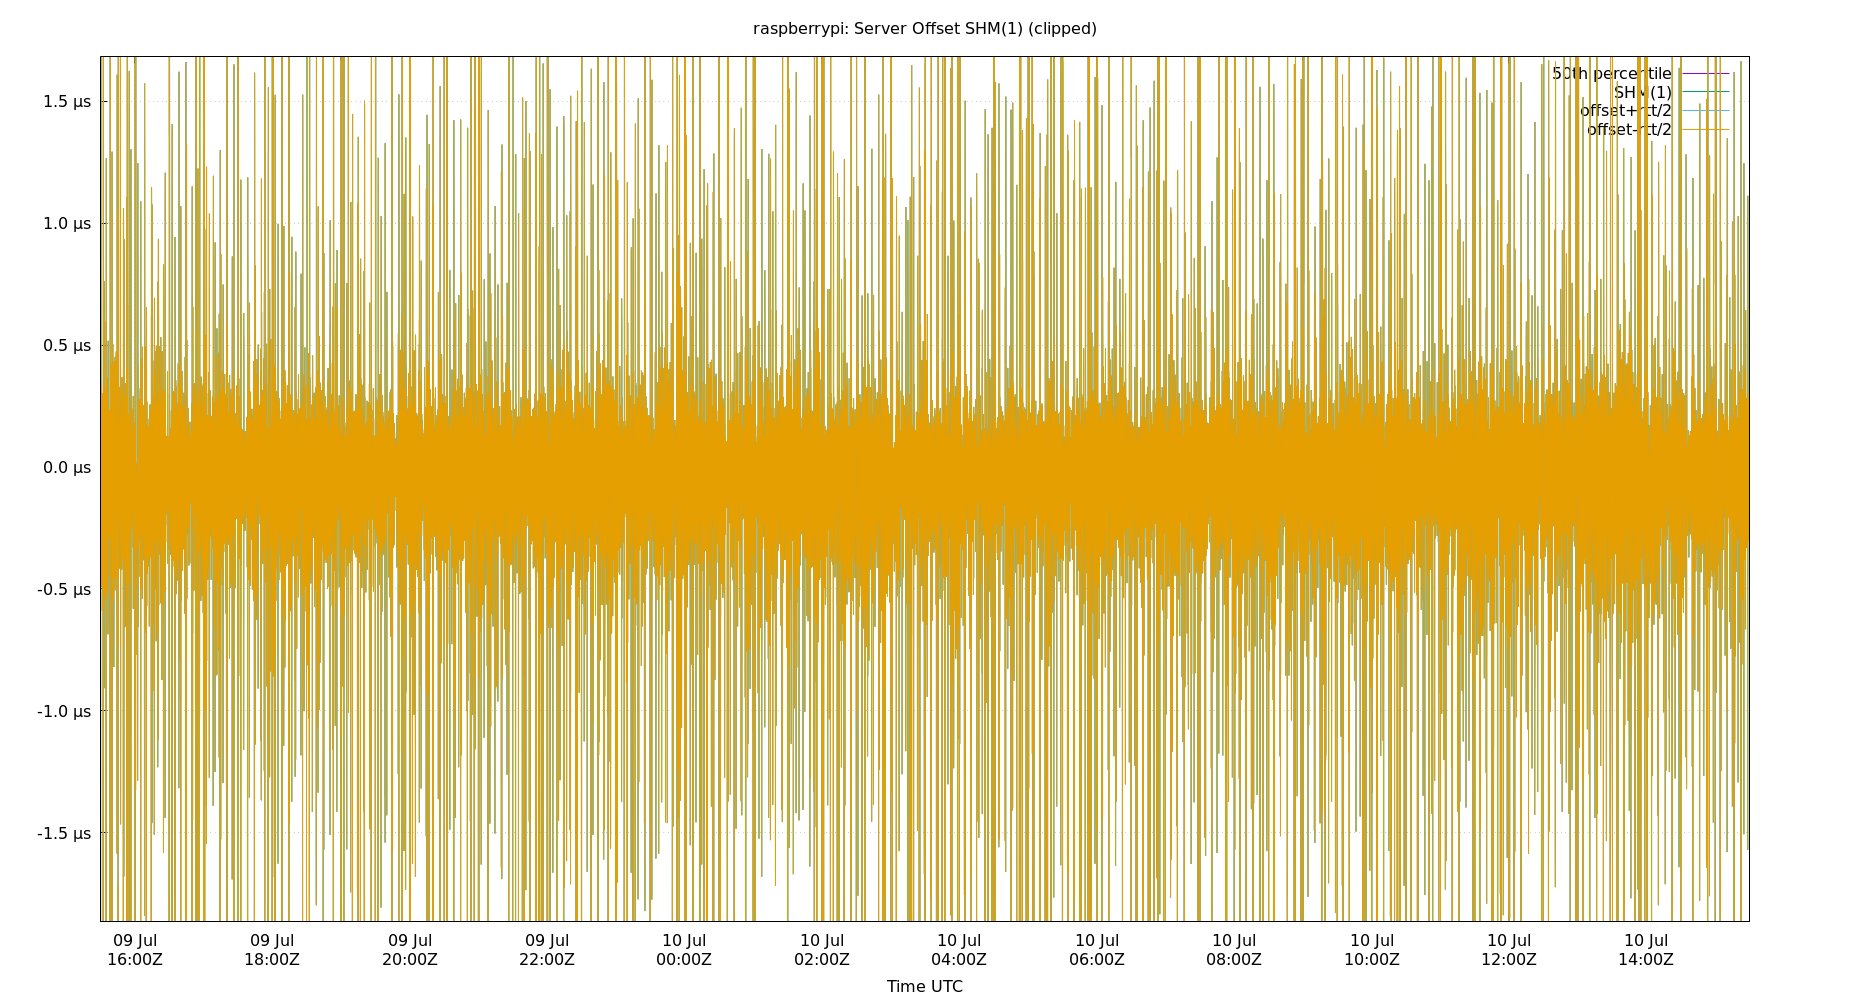 raspberrypi: Server Offset SHM(1) (clipped)
50th percentile
SHM(1)
offset+rtt/2
offset-rtt/2
1.5 µs
1.0 µs
0.5 µs
0.0 µs
-0.5 µs
-1.0 µs
-1.5 µs
09 Jul 09 Jul 09 Jul 09 Jul 10 Jul 10 Jul 10 Jul 10 Jul 10 Jul 10 Jul 10 Jul 10 Jul
16:00Z 18:00Z 20:00Z 22:00Z 00:00Z 02:00Z 04:00Z 06:00Z 08:00Z 10:00Z 12:00Z 14:00Z
Time UTC